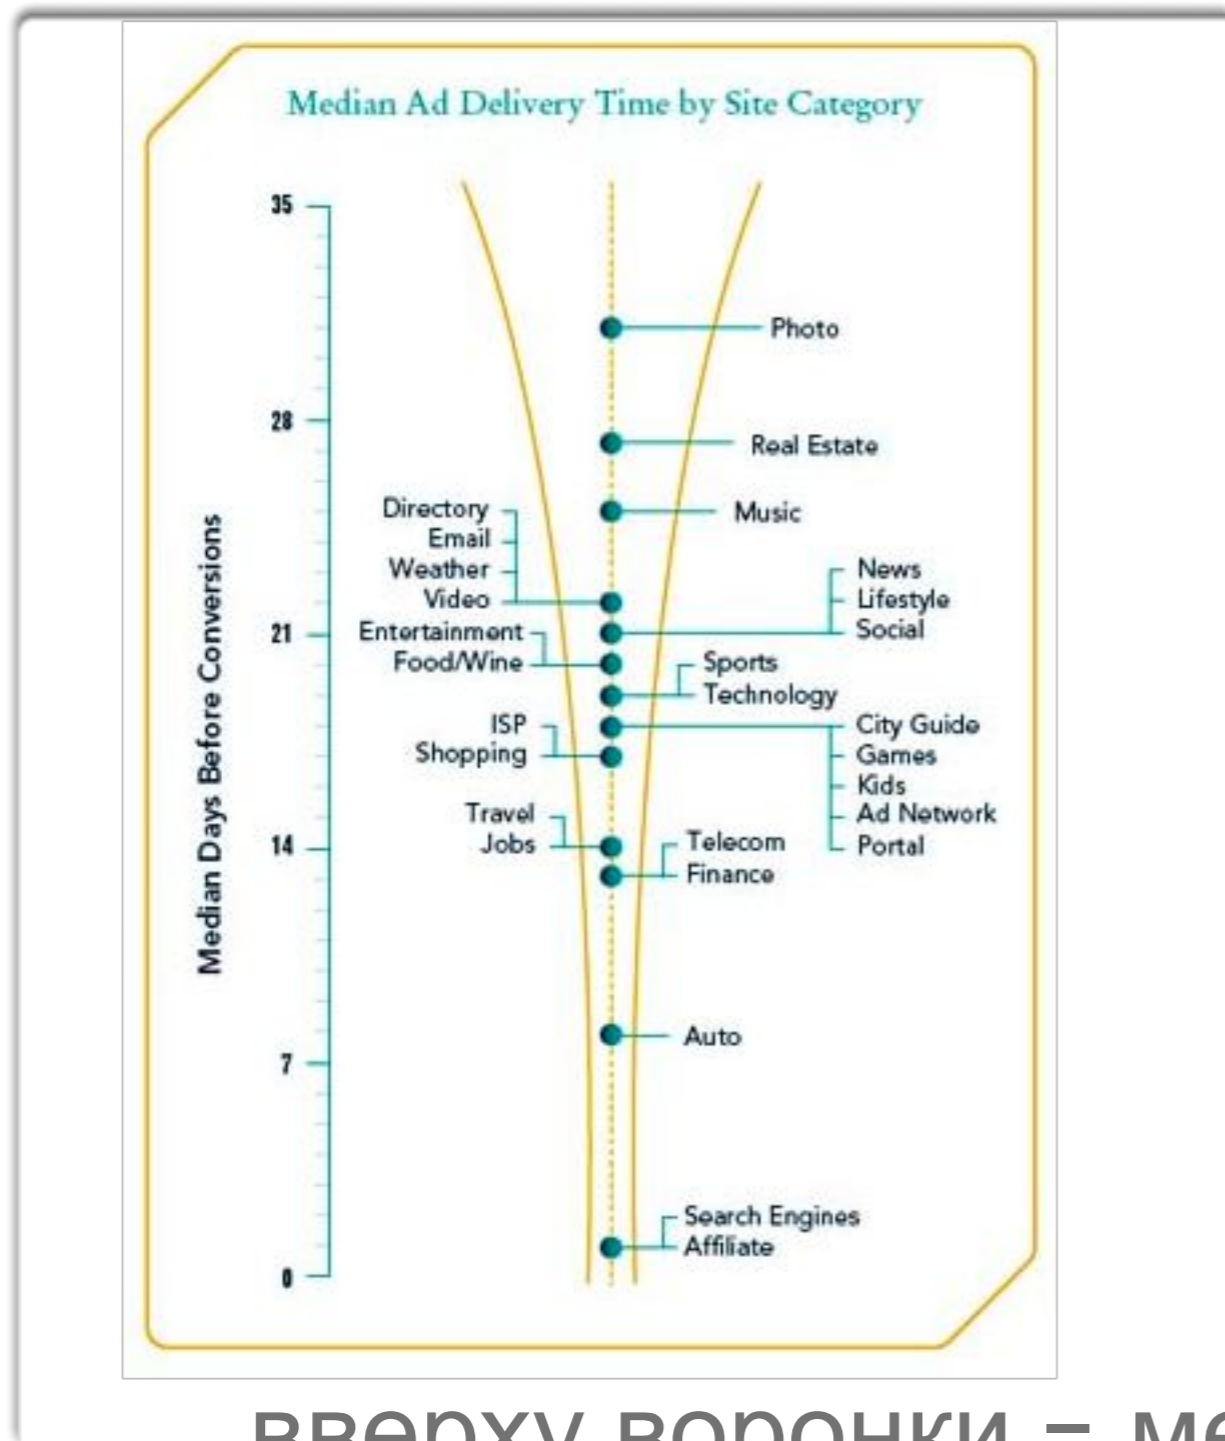 Median Ad Delivery Time by Site Category
35
28
21
14
7
0
Median Days Before Conversions
Photo
Real Estate
Music
Directory
Email
Weather
Video
News
Lifestyle
Social
Entertainment
Food/Wine
Sports
Technology
ISP
Shopping
City Guide
Games
Kids
Ad Network
Portal
Travel
Jobs
Telecom
Finance
Auto
Search Engines
Affiliate
вверху воронки –